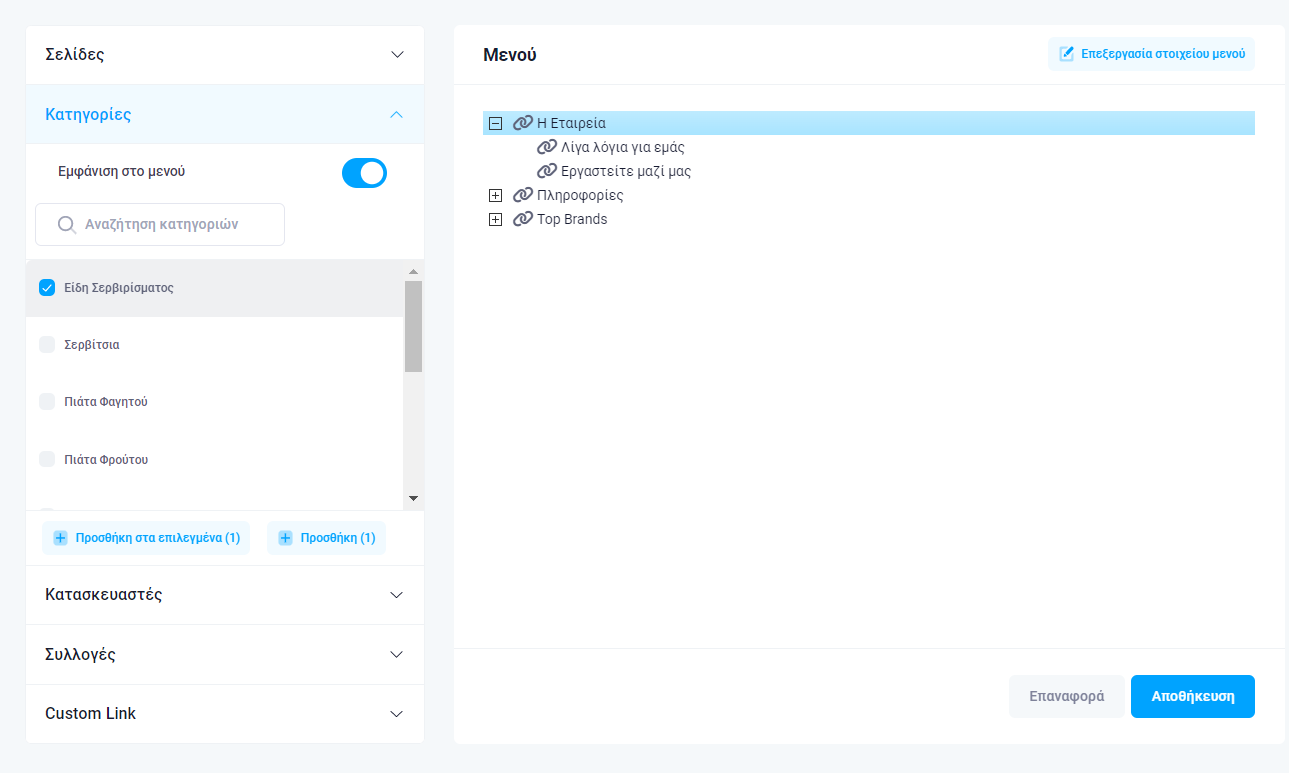 Σελίδες
Κατηγορίες
Εμφάνιση στο μενού
Αναζήτηση κατηγοριών
Είδη Σερβιρίσματος
Σερβίτσια
Πιάτα Φαγητού
Πιάτα Φρούτου
Προσθήκη στα επιλεγμένα (1)
Προσθήκη (1)
Κατασκευαστές
Συλλογές
Custom Link
Μενού
Επεξεργασία στοιχείου μενού
Η Εταιρεία
Λίγα λόγια για εμάς
Εργαστείτε μαζί μας
Πληροφορίες
Top Brands
Επαναφορά
Αποθήκευση